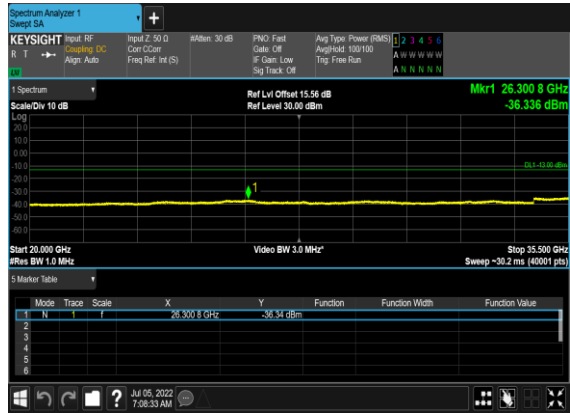 Spectrum Analyzer 1
Swept SA
+
KEYSIGHT Input: RF Input Z: 50 Ω #Atten: 30 dB PNO: Fast Avg Type: Power (RMS) 1 2 3 4 5 6
R T Coupling: DC Corr CCorr Gate: Off Avg|Hold: 100/100 A W W W W W
Align: Auto Freq Ref: Int (S) IF Gain: Low Trig: Free Run
Sig Track: Off A N N N N N
1 Spectrum
Scale/Div 10 dB Ref Lvl Offset 15.56 dB Mkr1 26.300 8 GHz
Ref Level 30.00 dBm -36.336 dBm
Log
20.0
10.0
0.00
-10.0
DL1 -13.00 dBm
-20.0
-30.0
1
-40.0
-50.0
-60.0
Start 20.000 GHz Video BW 3.0 MHz* Stop 35.500 GHz
#Res BW 1.0 MHz Sweep ~30.2 ms (40001 pts)
5 Marker Table
Mode Trace Scale X Y Function Function Width Function Value
1 N 1 f 26.300 8 GHz -36.34 dBm
2
3
4
5
6
? Jul 05, 2022
7:08:33 AM